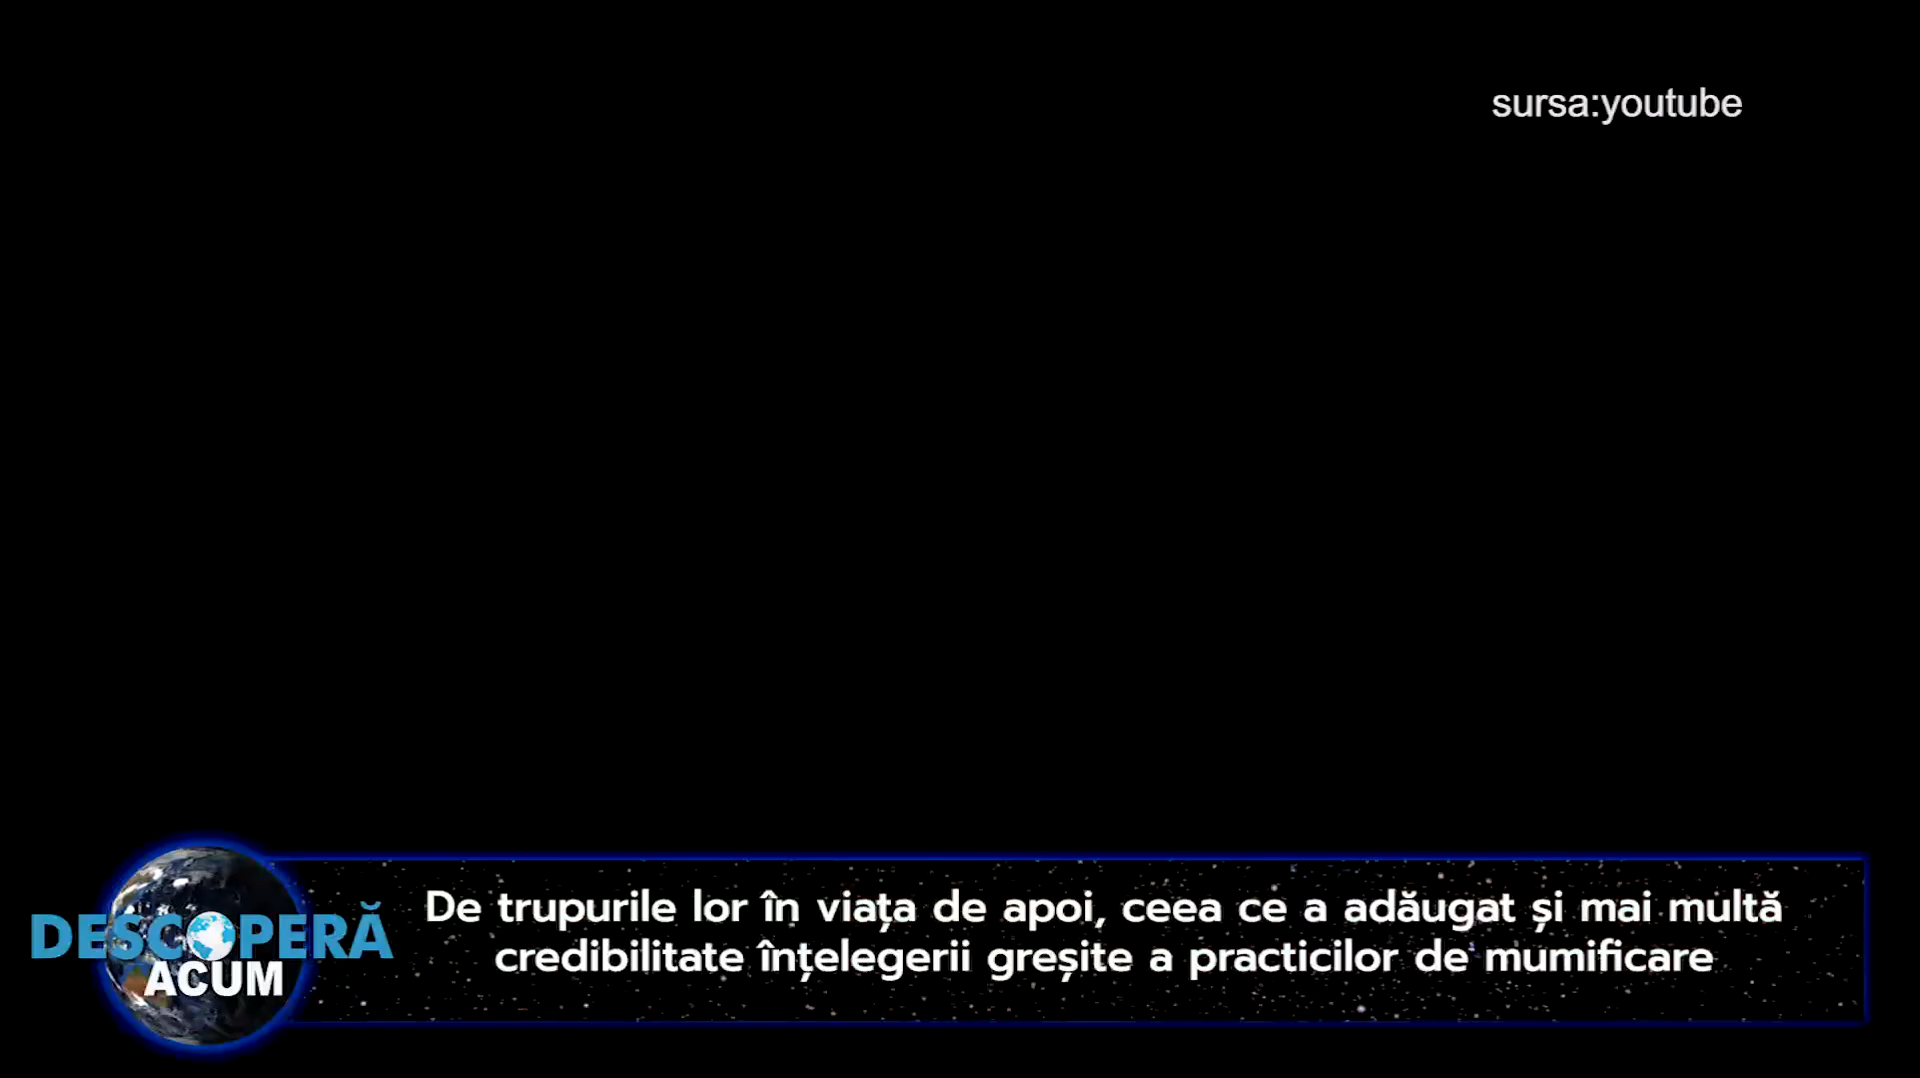 sursa:youtube
De trupurile lor în viața de apoi, ceea ce a adăugat și mai multă
credibilitate înțelegerii greșite a practicilor de mumificare
DESCOPERĂ
ACUM